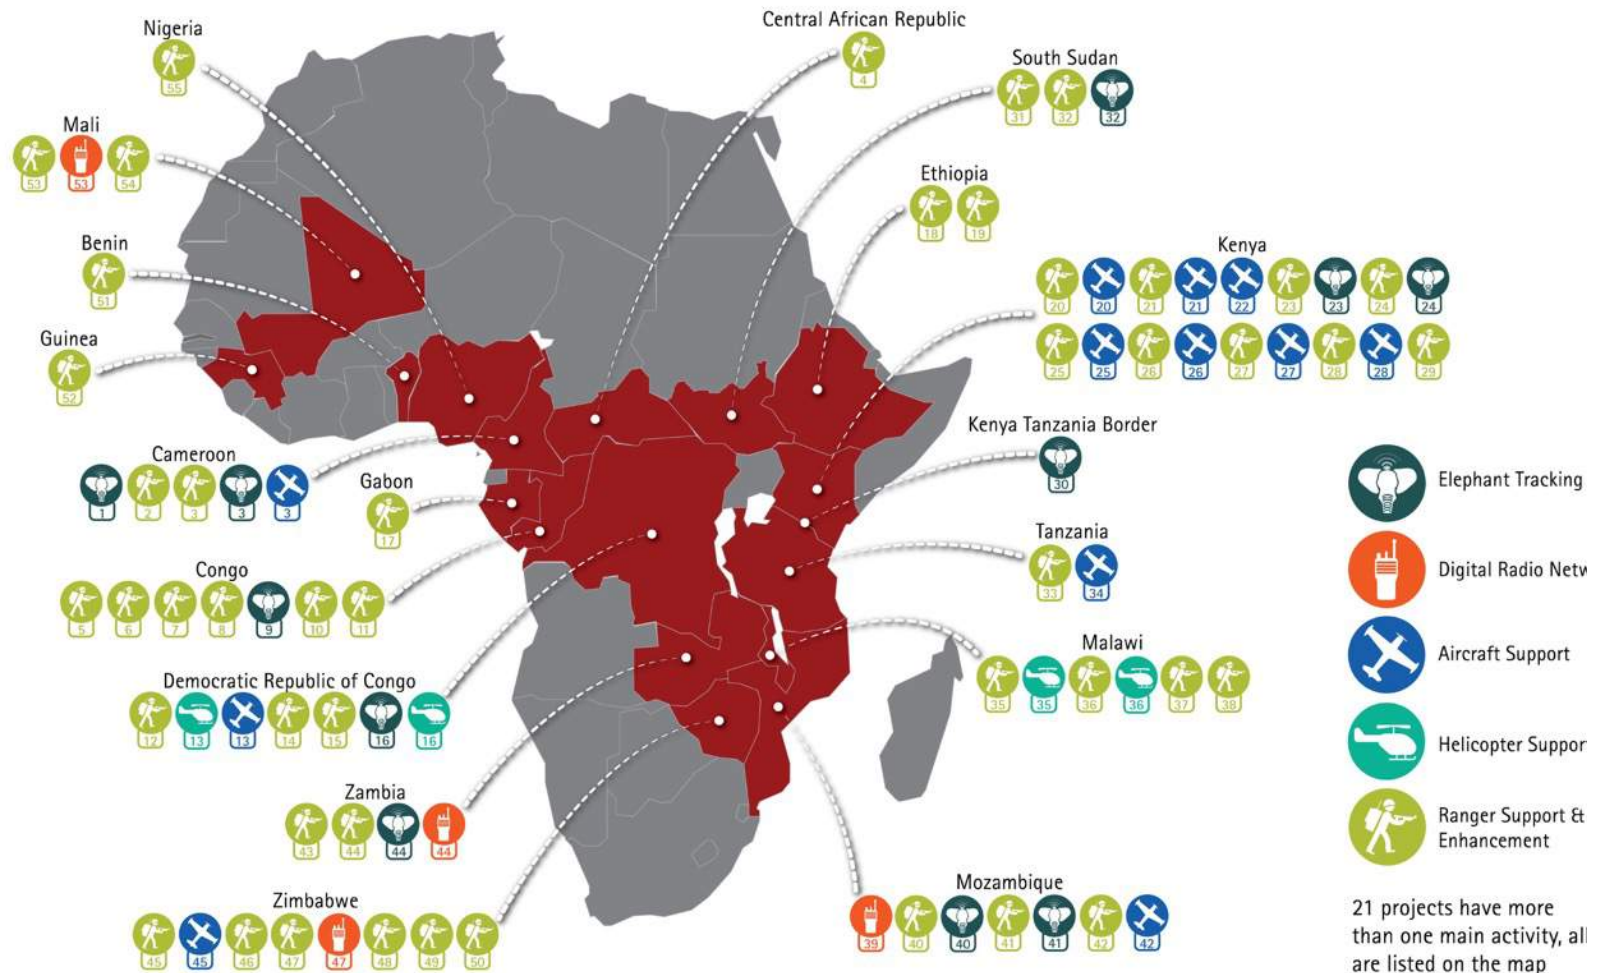 Nigeria
55
Central African Republic
4
South Sudan
31 32 32
Mali
53 53 54
Ethiopia
18 19
Benin
51
Kenya
20 20 21 21 22 23 23 24 24
25 25 26 26 27 27 28 28 29
Guinea
52
Kenya Tanzania Border
30
Cameroon
1 2 3 3 3
Gabon
17
Tanzania
33 34
Congo
5 6 7 8 9 10 11
Malawi
35 35 36 36 37 38
Democratic Republic of Congo
12 13 13 14 15 16 16
Zambia
43 44 44 44
Zimbabwe
45 45 46 47 47 48 49 50
Mozambique
39 40 40 41 41 42 42
Elephant Tracking
Digital Radio Netw
Aircraft Support
Helicopter Suppor
Ranger Support &
Enhancement
21 projects have more
than one main activity, all
are listed on the map